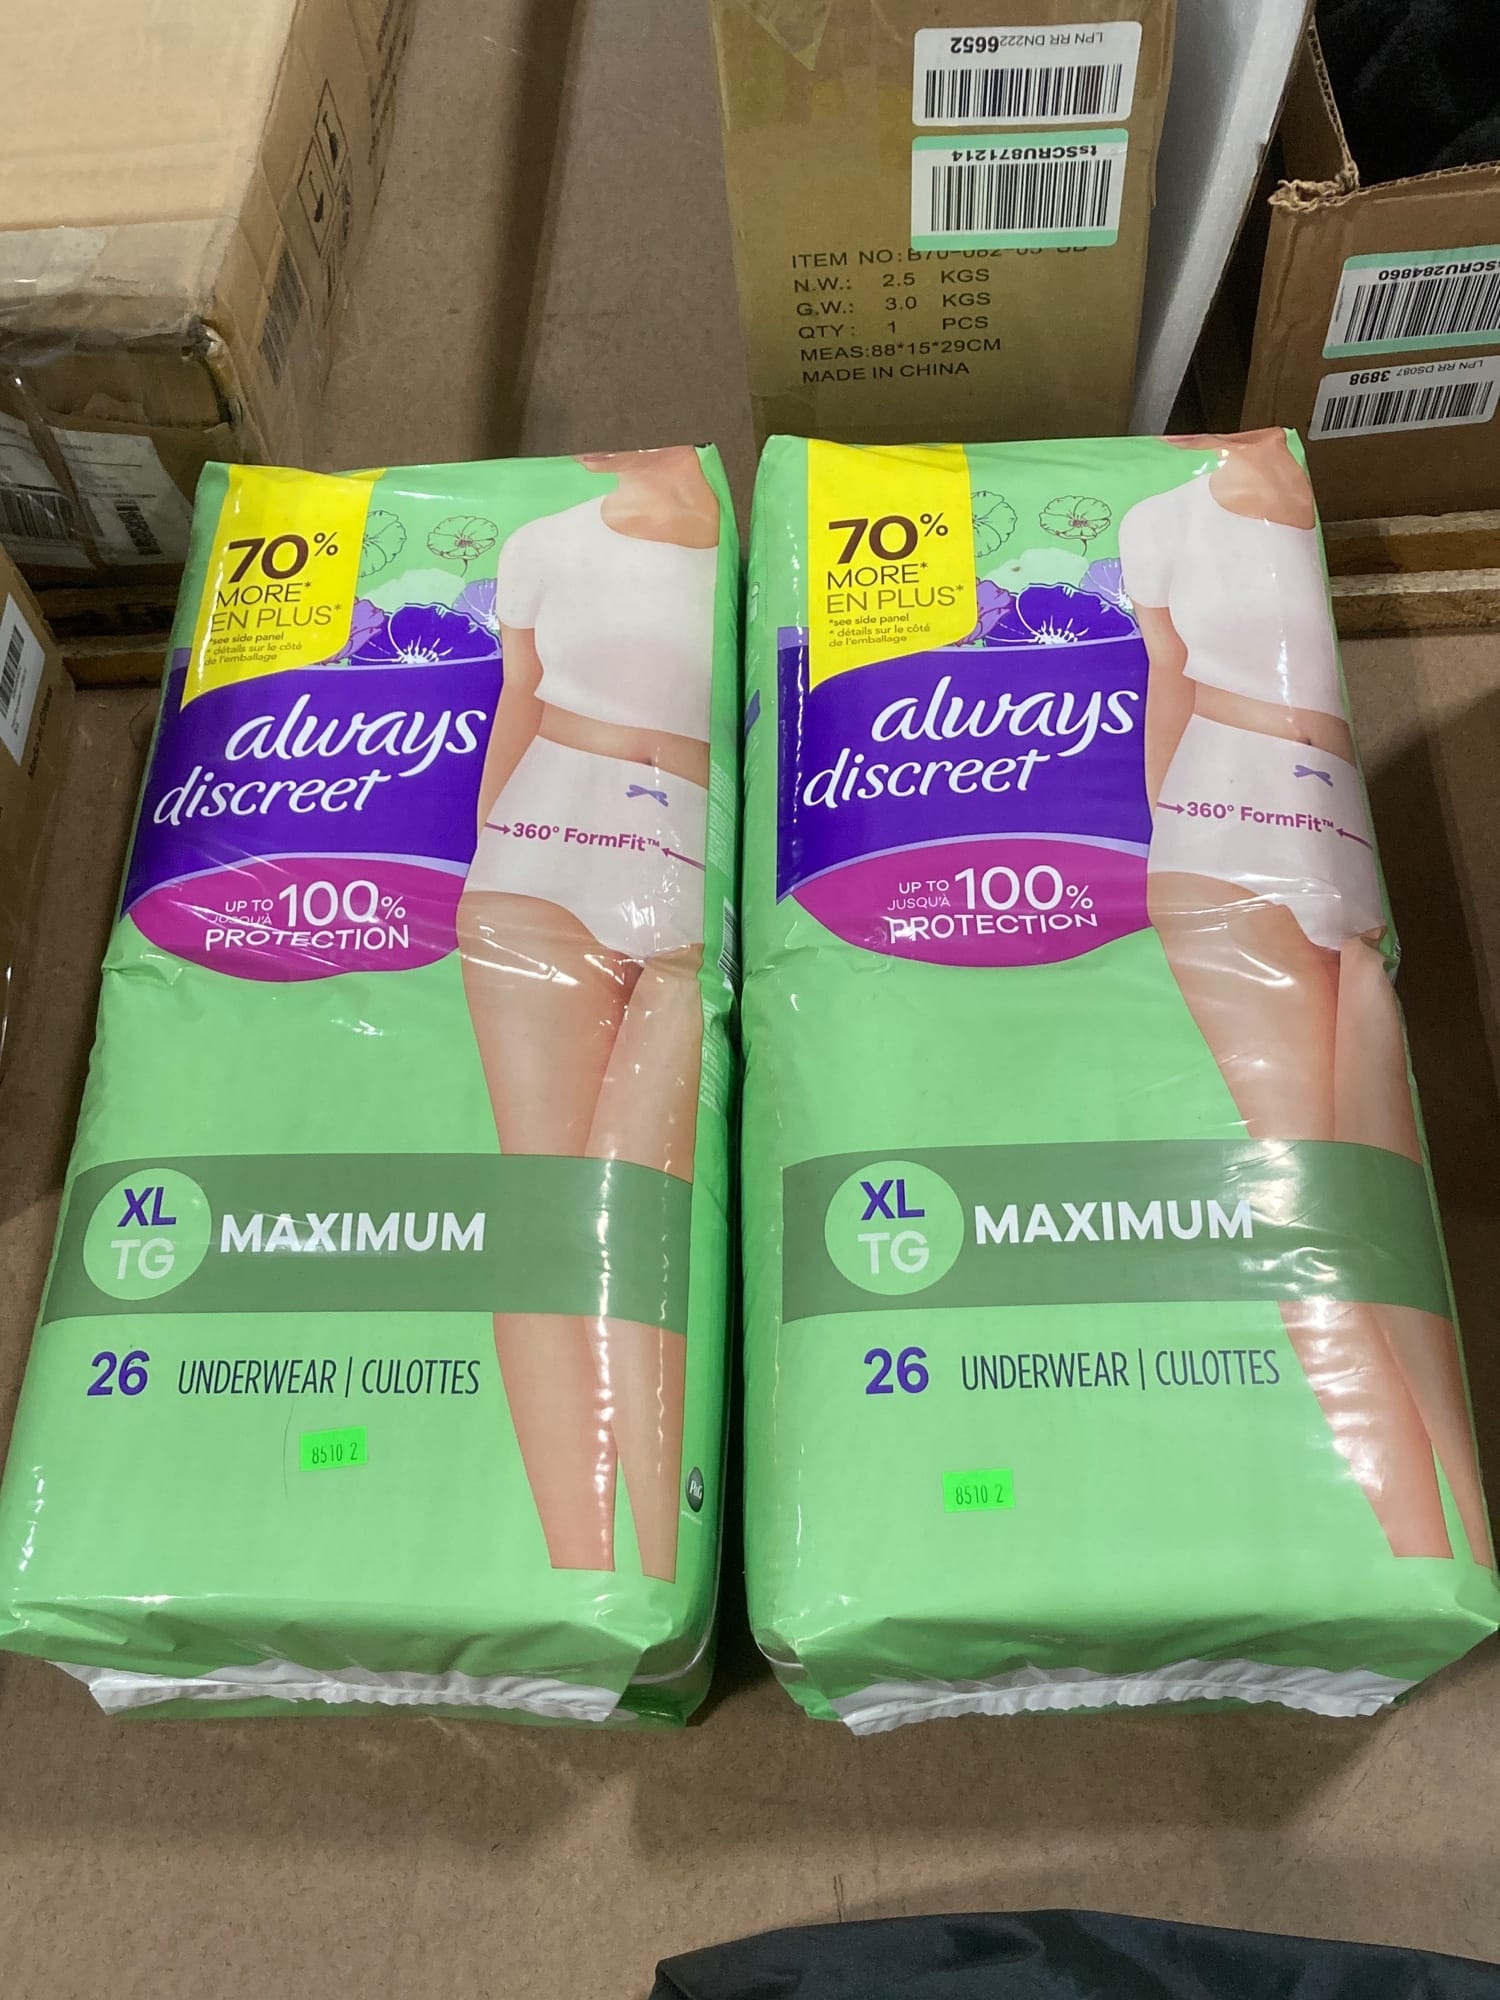 LPN RR DN222 6652
tsSCRU871214
ITEM NO:
N.W.: 2.5 KGS
G.W.: 3.0 KGS
QTY: 1 PCS
MEAS:88*15*29CM
MADE IN CHINA
SCRU284860
LPN RR DS087 3898
70%
MORE*
EN PLUS*
*see side panel
* détails sur le côté
de l'emballage
always
discreet
360° FormFit™
UP TO
JUSQU'À
100%
PROTECTION
XL
TG
MAXIMUM
26 UNDERWEAR | CULOTTES
8510 2
P&G
70%
MORE*
EN PLUS*
*see side panel
* détails sur le côté
de l'emballage
always
discreet
360° FormFit™
UP TO
JUSQU'À
100%
PROTECTION
XL
TG
MAXIMUM
26 UNDERWEAR | CULOTTES
8510 2